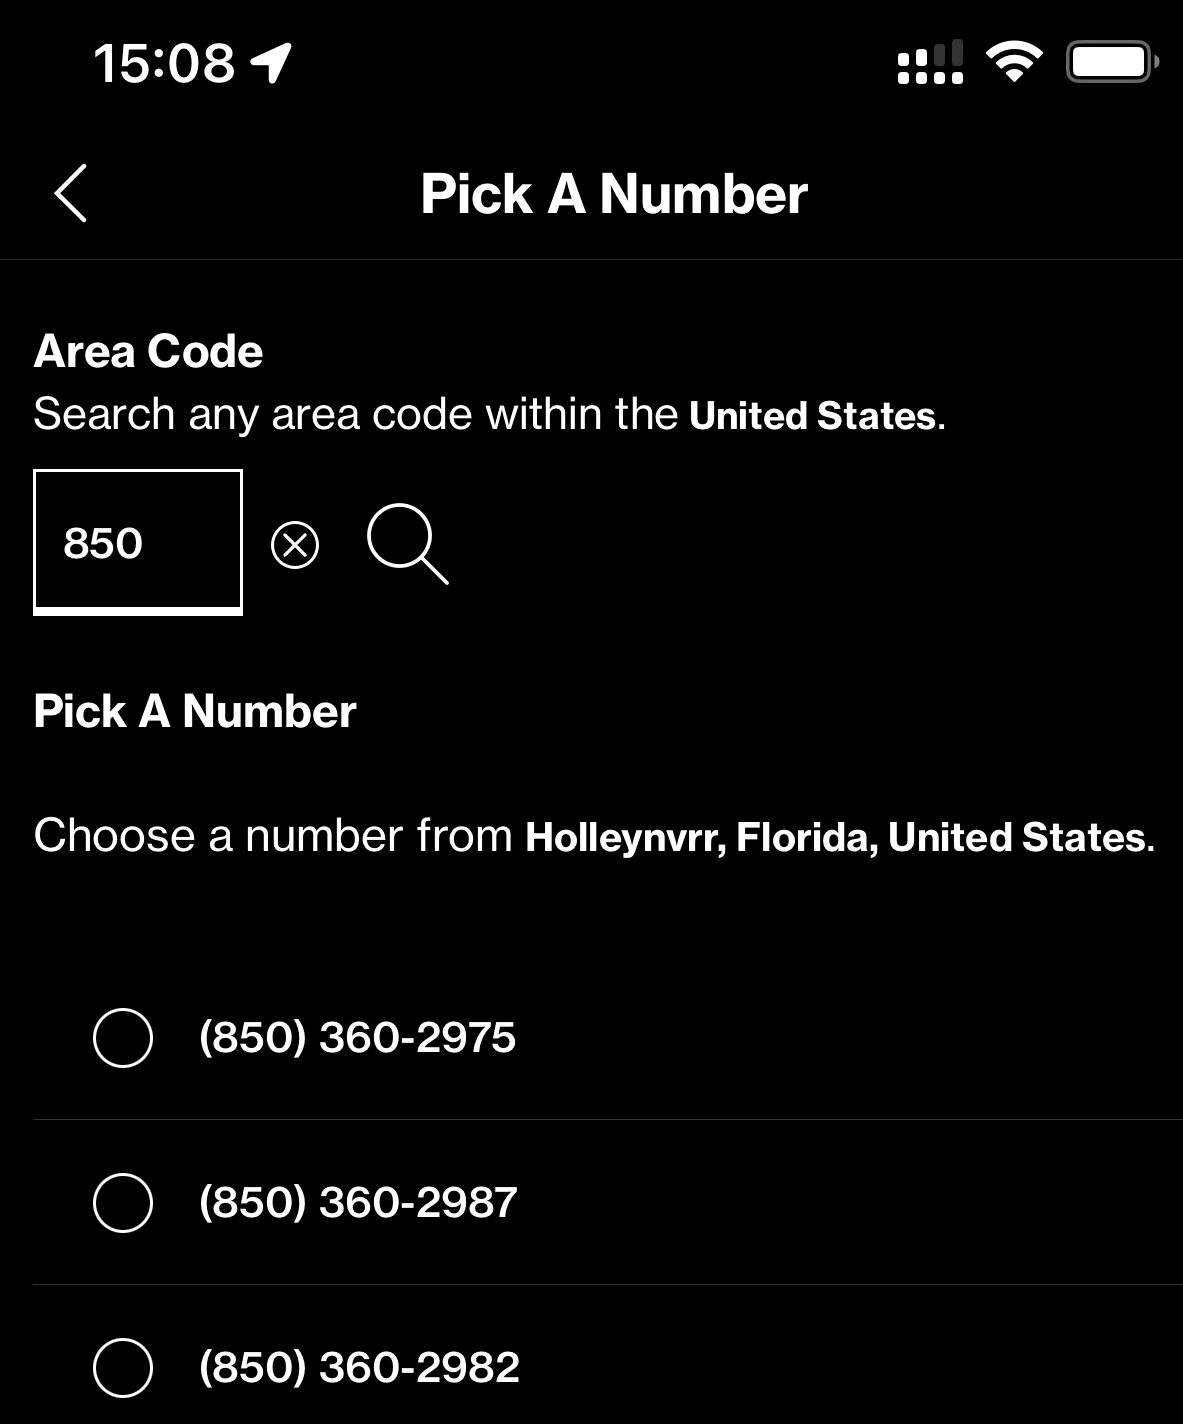 15:08
Pick A Number
Area Code
Search any area code within the United States.
850
Pick A Number
Choose a number from Holleynvrr, Florida, United States.
(850) 360-2975
(850) 360-2987
(850) 360-2982